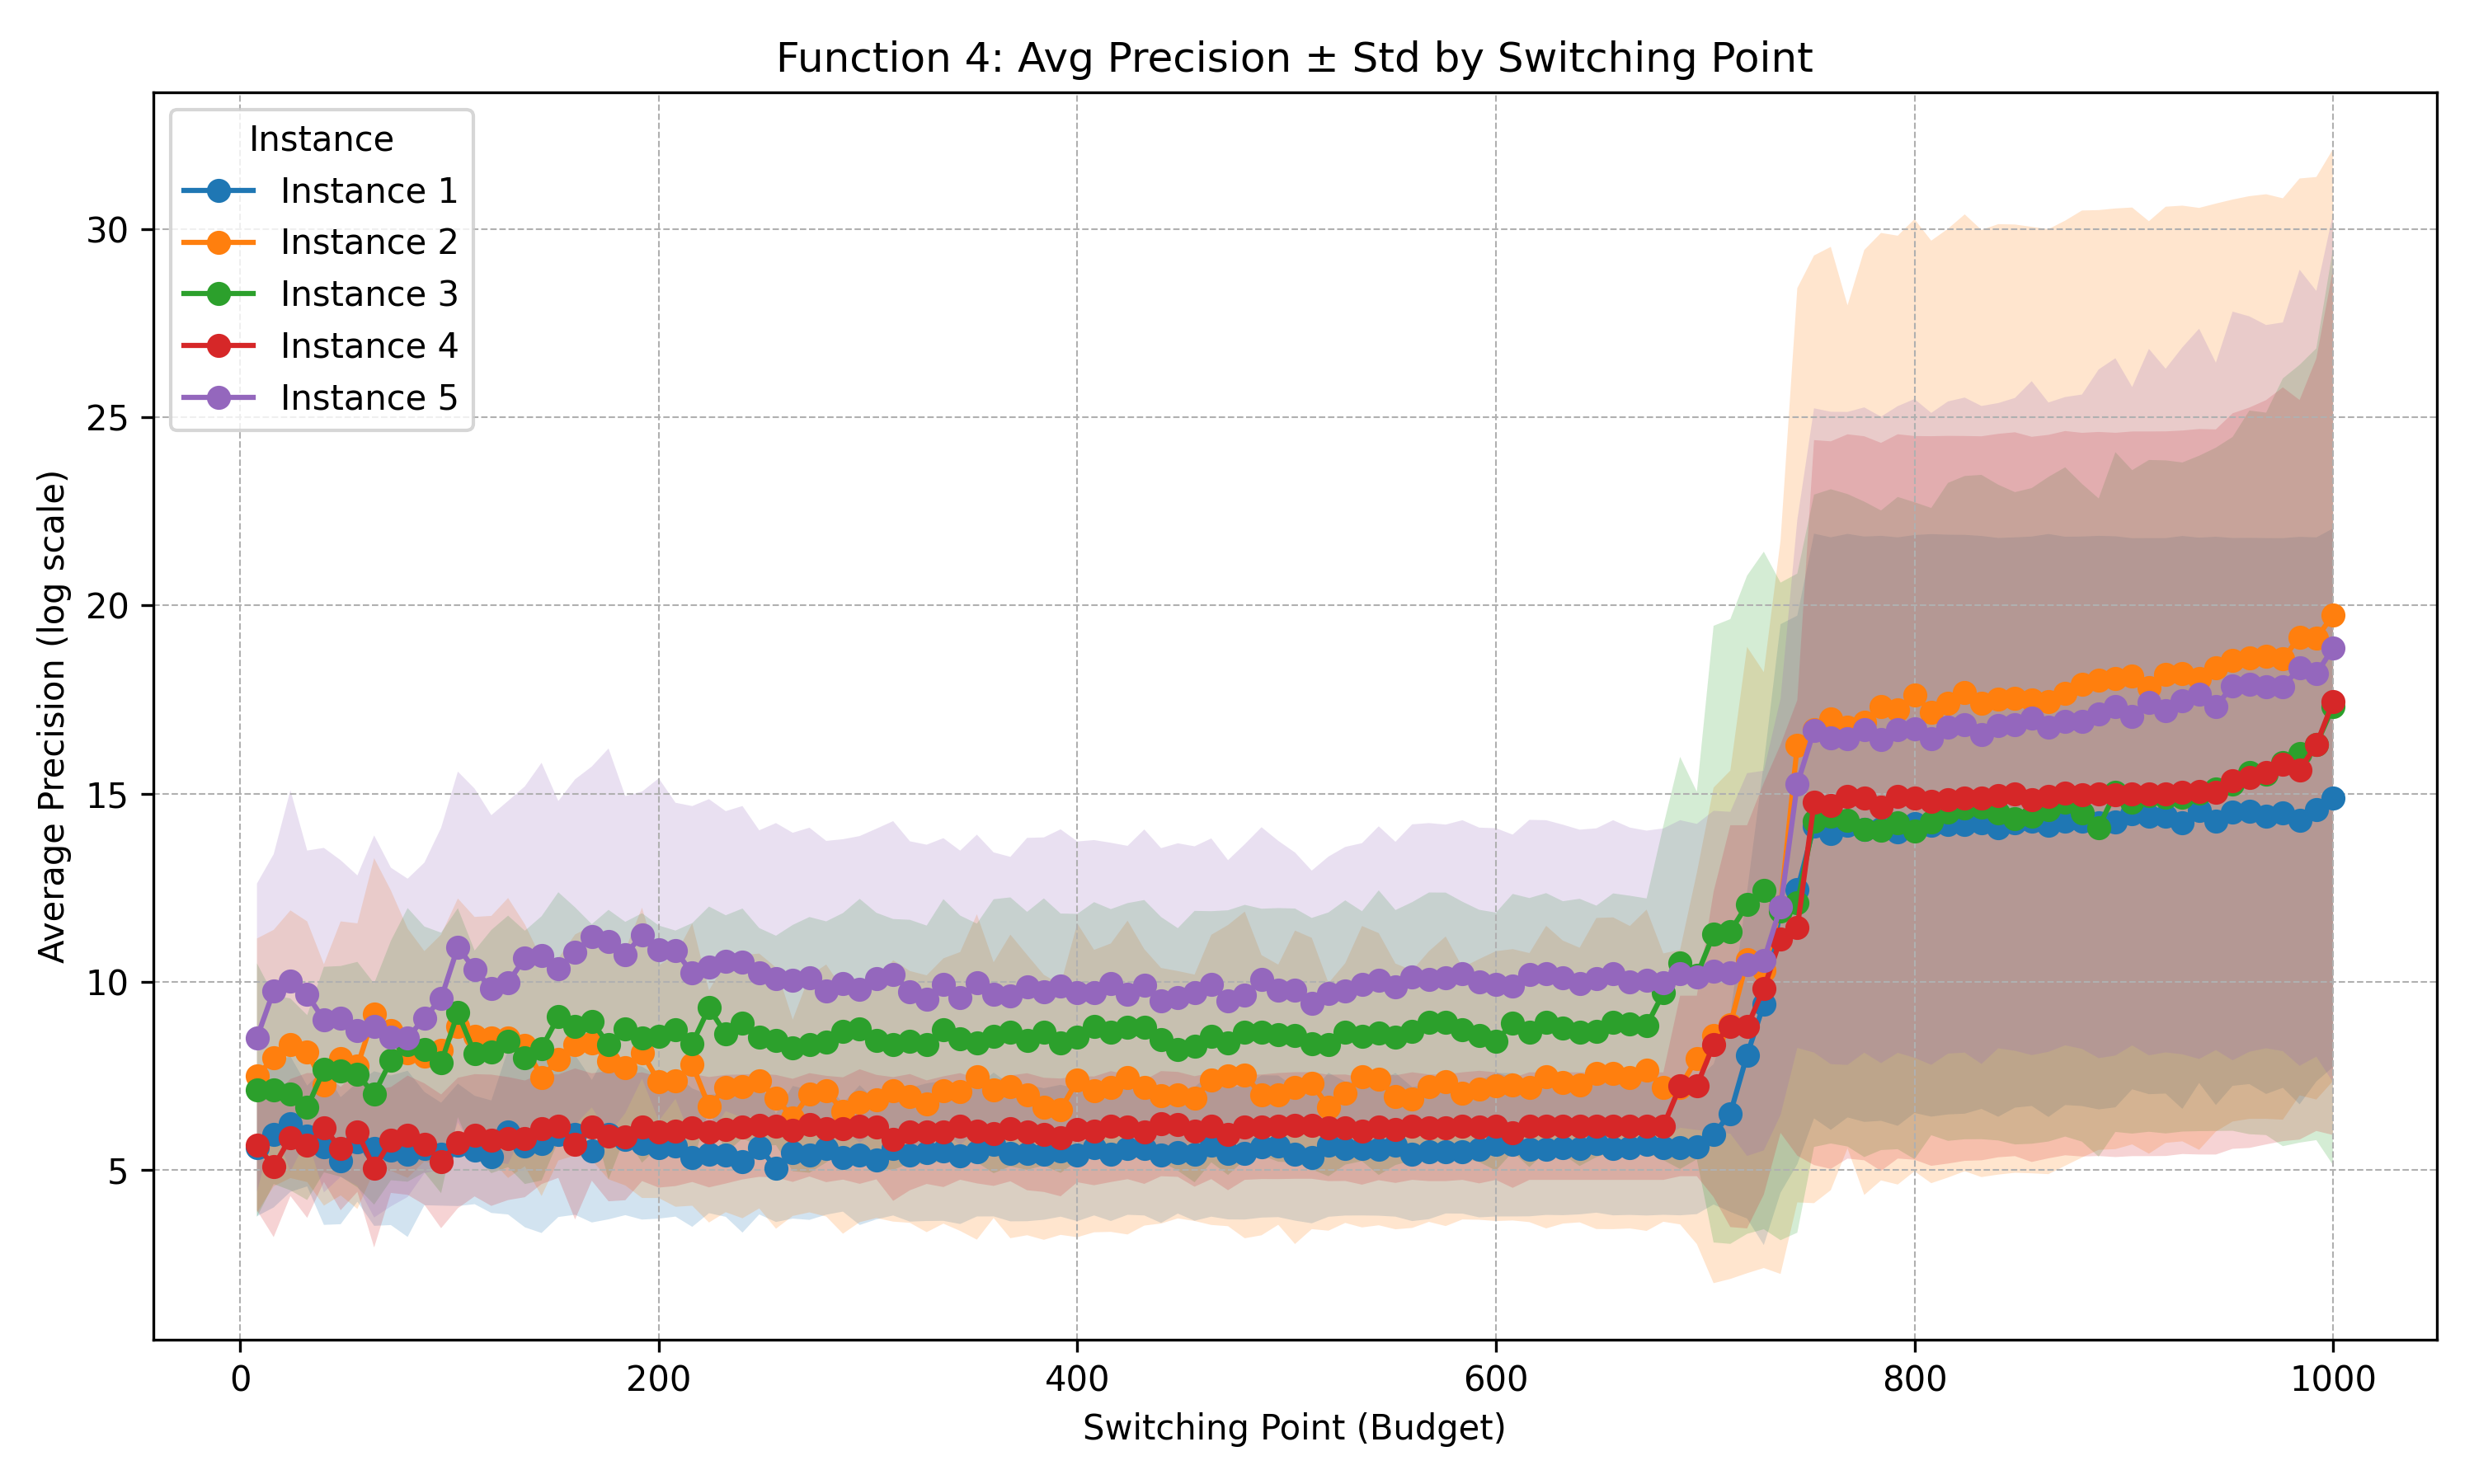 Function 4: Avg Precision ± Std by Switching Point
Instance
Instance 1
Instance 2
Instance 3
Instance 4
Instance 5
Average Precision (log scale)
30
25
20
15
10
5
0 200 400 600 800 1000
Switching Point (Budget)